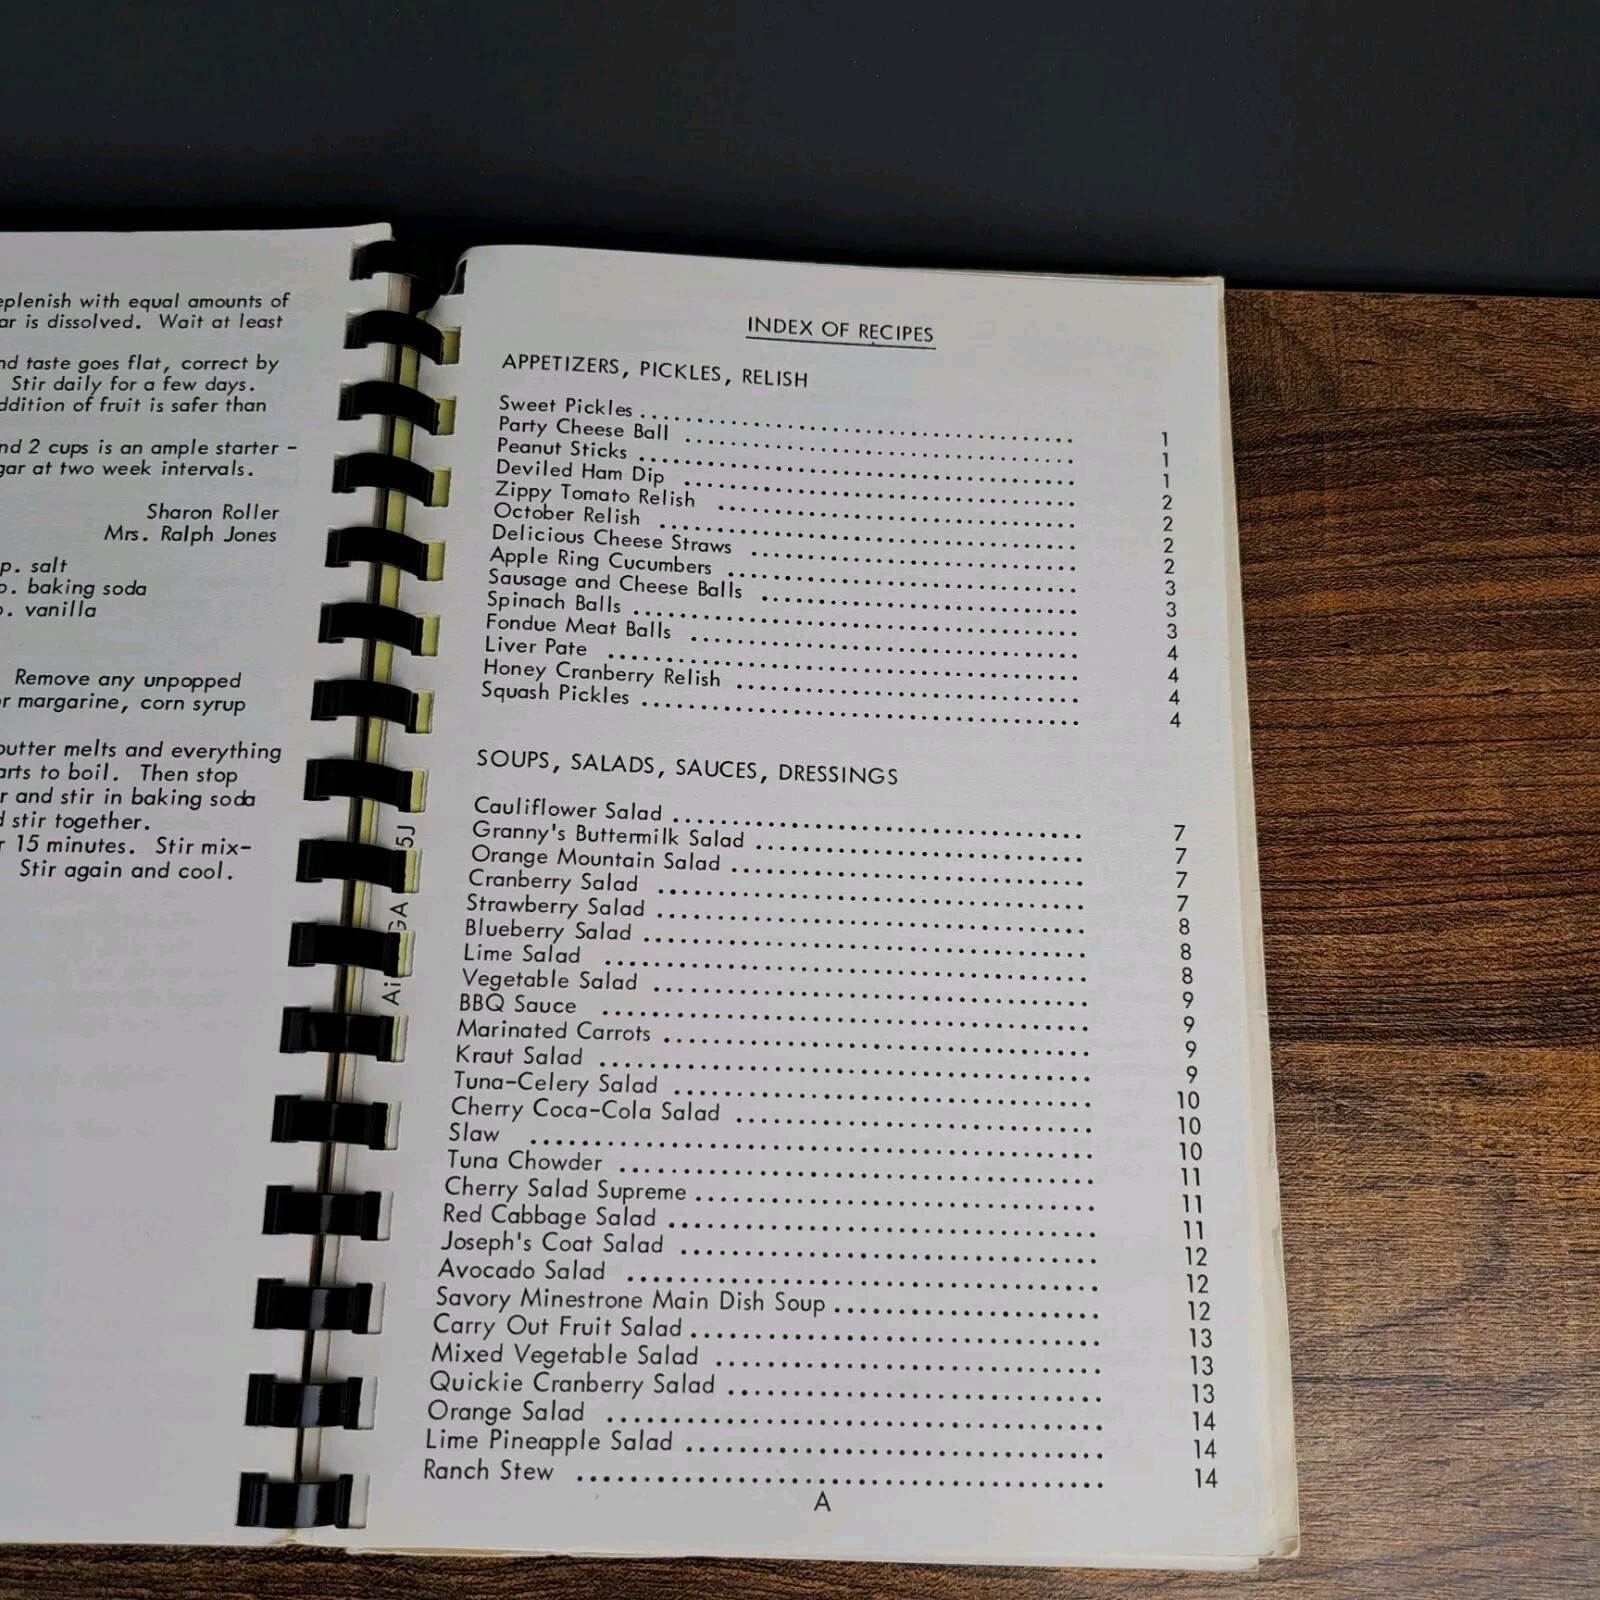 eplenish with equal amounts of
ar is dissolved. Wait at least
nd taste goes flat, correct by
Stir daily for a few days.
ddition of fruit is safer than
nd 2 cups is an ample starter -
gar at two week intervals.
Sharon Roller
Mrs. Ralph Jones
p. salt
p. baking soda
. vanilla
Remove any unpopped
or margarine, corn syrup
butter melts and everything
arts to boil. Then stop
r and stir in baking soda
d stir together.
r 15 minutes. Stir mix-
Stir again and cool.
INDEX OF RECIPES
APPETIZERS, PICKLES, RELISH
Sweet Pickles ........................................ 1
Party Cheese Ball ........................................ 1
Peanut Sticks ........................................ 1
Deviled Ham Dip ........................................ 2
Zippy Tomato Relish ........................................ 2
October Relish ........................................ 2
Delicious Cheese Straws ........................................ 2
Apple Ring Cucumbers ........................................ 3
Sausage and Cheese Balls ........................................ 3
Spinach Balls ........................................ 3
Fondue Meat Balls ........................................ 4
Liver Pate ........................................ 4
Honey Cranberry Relish ........................................ 4
Squash Pickles ........................................ 4
SOUPS, SALADS, SAUCES, DRESSINGS
Cauliflower Salad ........................................ 7
Granny's Buttermilk Salad ........................................ 7
Orange Mountain Salad ........................................ 7
Cranberry Salad ........................................ 7
Strawberry Salad ........................................ 8
Blueberry Salad ........................................ 8
Lime Salad ........................................ 8
Vegetable Salad ........................................ 9
BBQ Sauce ........................................ 9
Marinated Carrots ........................................ 9
Kraut Salad ........................................ 9
Tuna-Celery Salad ........................................ 10
Cherry Coca-Cola Salad ........................................ 10
Slaw ........................................ 10
Tuna Chowder ........................................ 11
Cherry Salad Supreme ........................................ 11
Red Cabbage Salad ........................................ 11
Joseph's Coat Salad ........................................ 12
Avocado Salad ........................................ 12
Savory Minestrone Main Dish Soup ........................................ 12
Carry Out Fruit Salad ........................................ 13
Mixed Vegetable Salad ........................................ 13
Quickie Cranberry Salad ........................................ 13
Orange Salad ........................................ 14
Lime Pineapple Salad ........................................ 14
Ranch Stew ........................................ 14
A